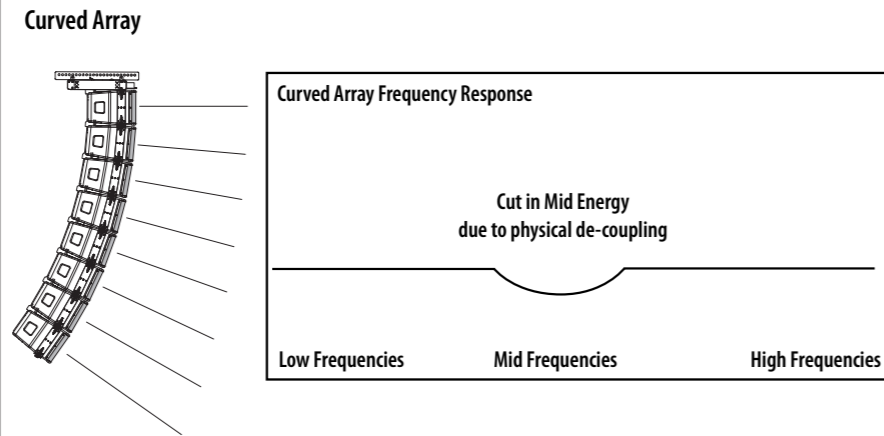 Curved Array
Curved Array Frequency Response
Cut in Mid Energy
due to physical de-coupling
Low Frequencies
Mid Frequencies
High Frequencies